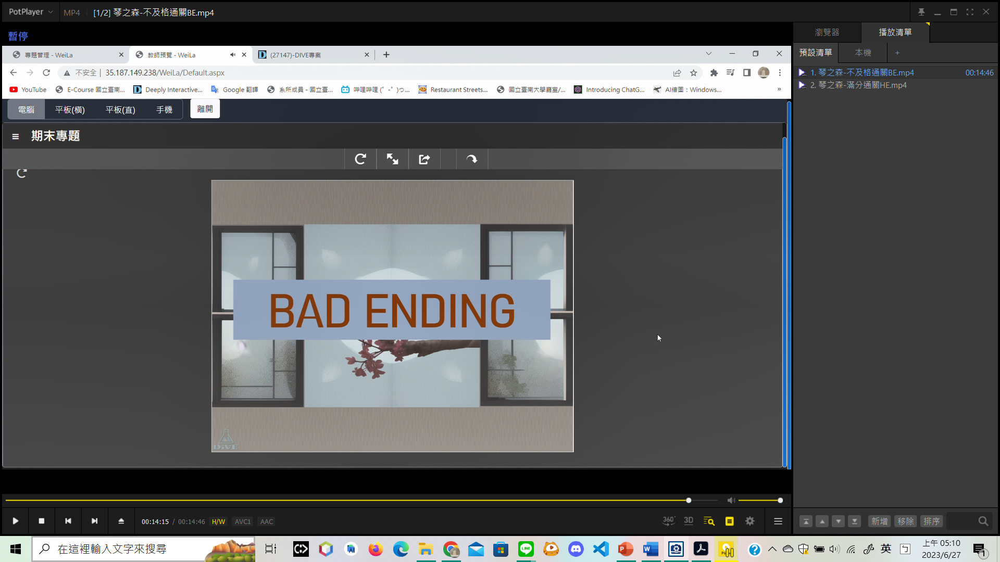 PotPlayer
MP4
[1/2] 琴之森-不及格通關BE.mp4
暫停
瀏覽器
播放清單
預設清單
本機
+
1. 琴之森-不及格通關BE.mp4
00:14:46
2. 琴之森-滿分通關HE.mp4
專題管理 - WeiLa
教師預覽 - WeiLa
(27147)-DIVE專案
不安全
35.187.149.238/WeiLa/Default.aspx
YouTube
E-Course 國立臺南...
Deeply Interactive...
Google 翻譯
系所成員 - 國立臺...
嗶哩嗶哩 (゜-゜)つ...
Restaurant Streets...
國立臺南大學廳室/...
Introducing ChatG...
AI繪圖：Windows...
»
電腦
平板(橫)
平板(直)
手機
離開
期末專題
BAD ENDING
DiVE
00:14:15 / 00:14:46
H/W
AVC1
AAC
360°
3D
新增
移除
排序
在這裡輸入文字來搜尋
英
上午 05:10
2023/6/27
1